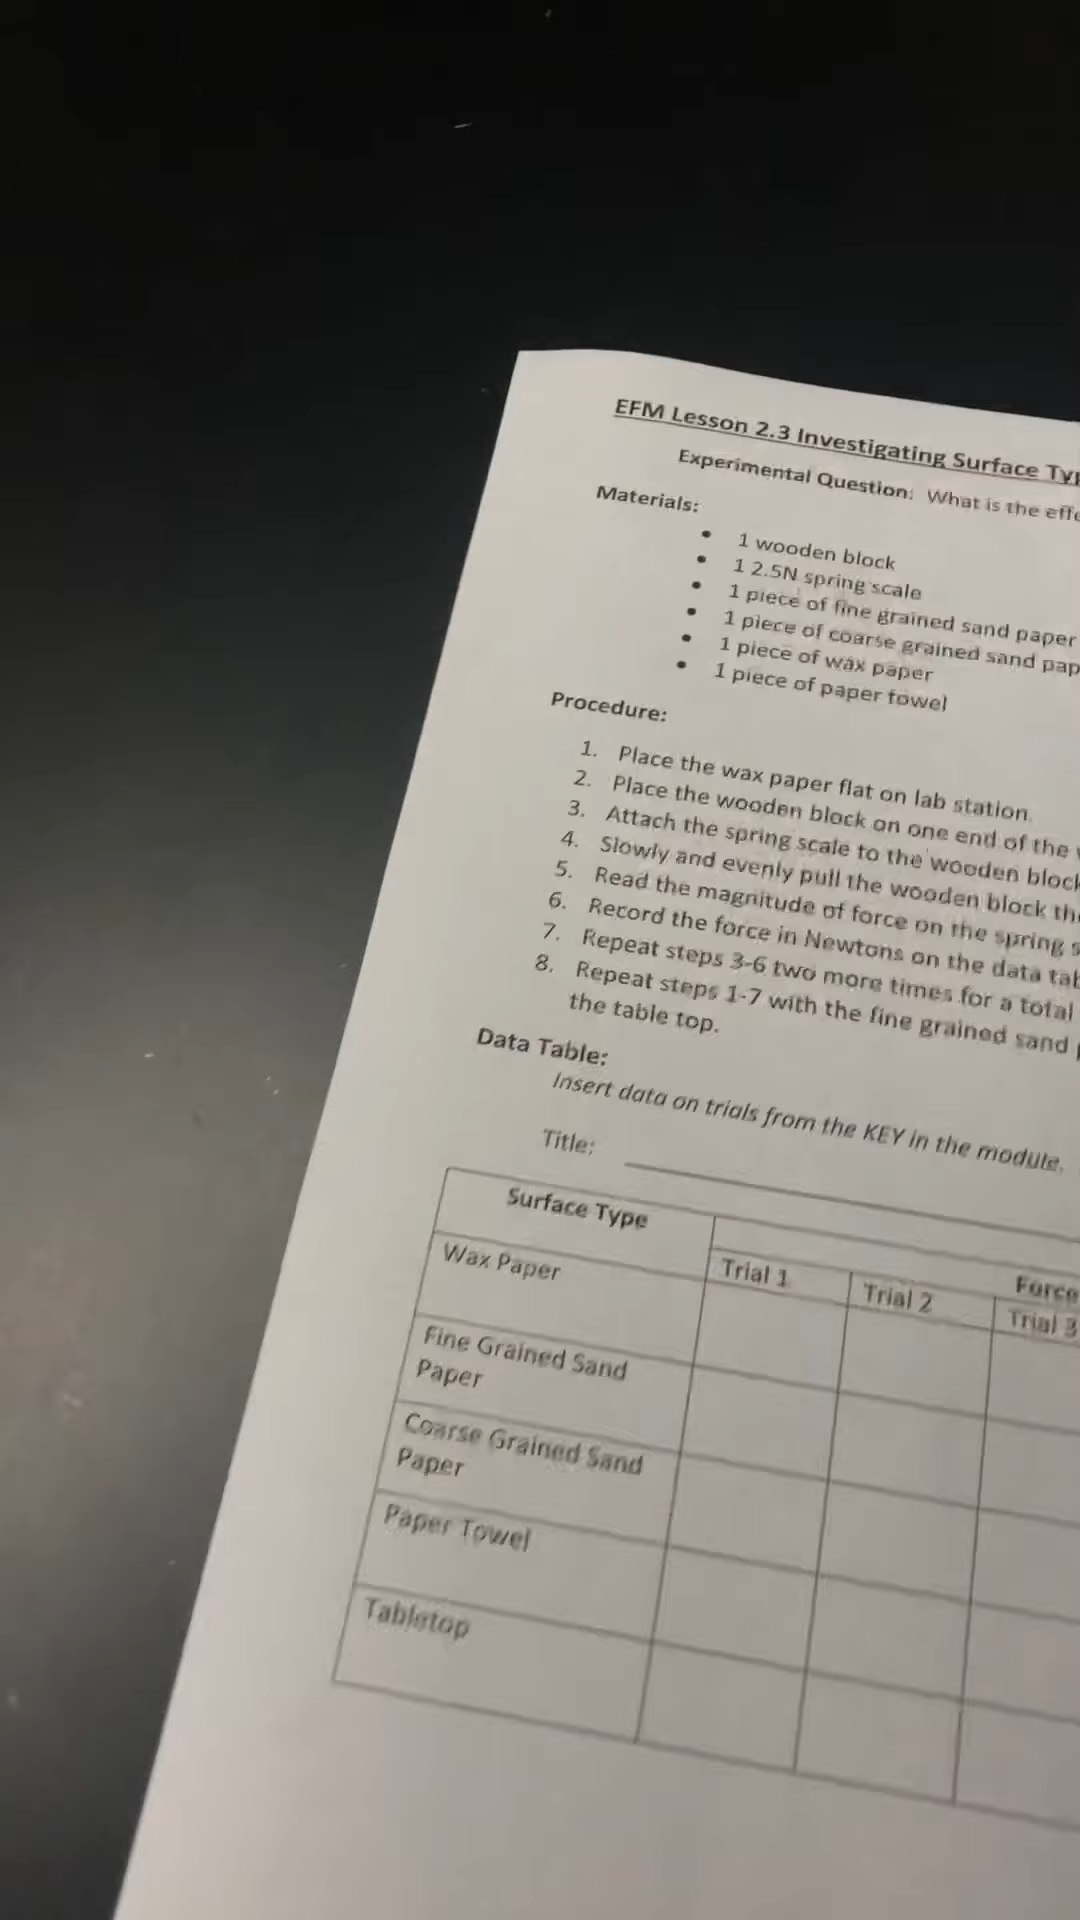 EFM Lesson 2.3 Investigating Surface
Experimental Question: What is the
Materials:
1 wooden block
1 2.5N spring scale
1 piece of fine grained sand paper
1 piece of coarse grained sand
1 piece of wax paper
1 piece of paper towel
Procedure:
1. Place the wax paper flat on lab station.
2. Place the wooden block on one end of the
3. Attach the spring scale to the wooden block
4. Slowly and evenly pull the wooden block
5. Read the magnitude of force on the spring
6. Record the force in Newtons on the data
7. Repeat steps 3-6 two more times for a total
8. Repeat steps 1-7 with the fine grained sand
the table top.
Data Table:
Insert data on trials from the KEY in the module.
Title:
Surface Type
Force
Trial 1
Trial 2
Trial 3
Wax Paper
Fine Grained Sand
Paper
Coarse Grained Sand
Paper
Paper Towel
Tabletop